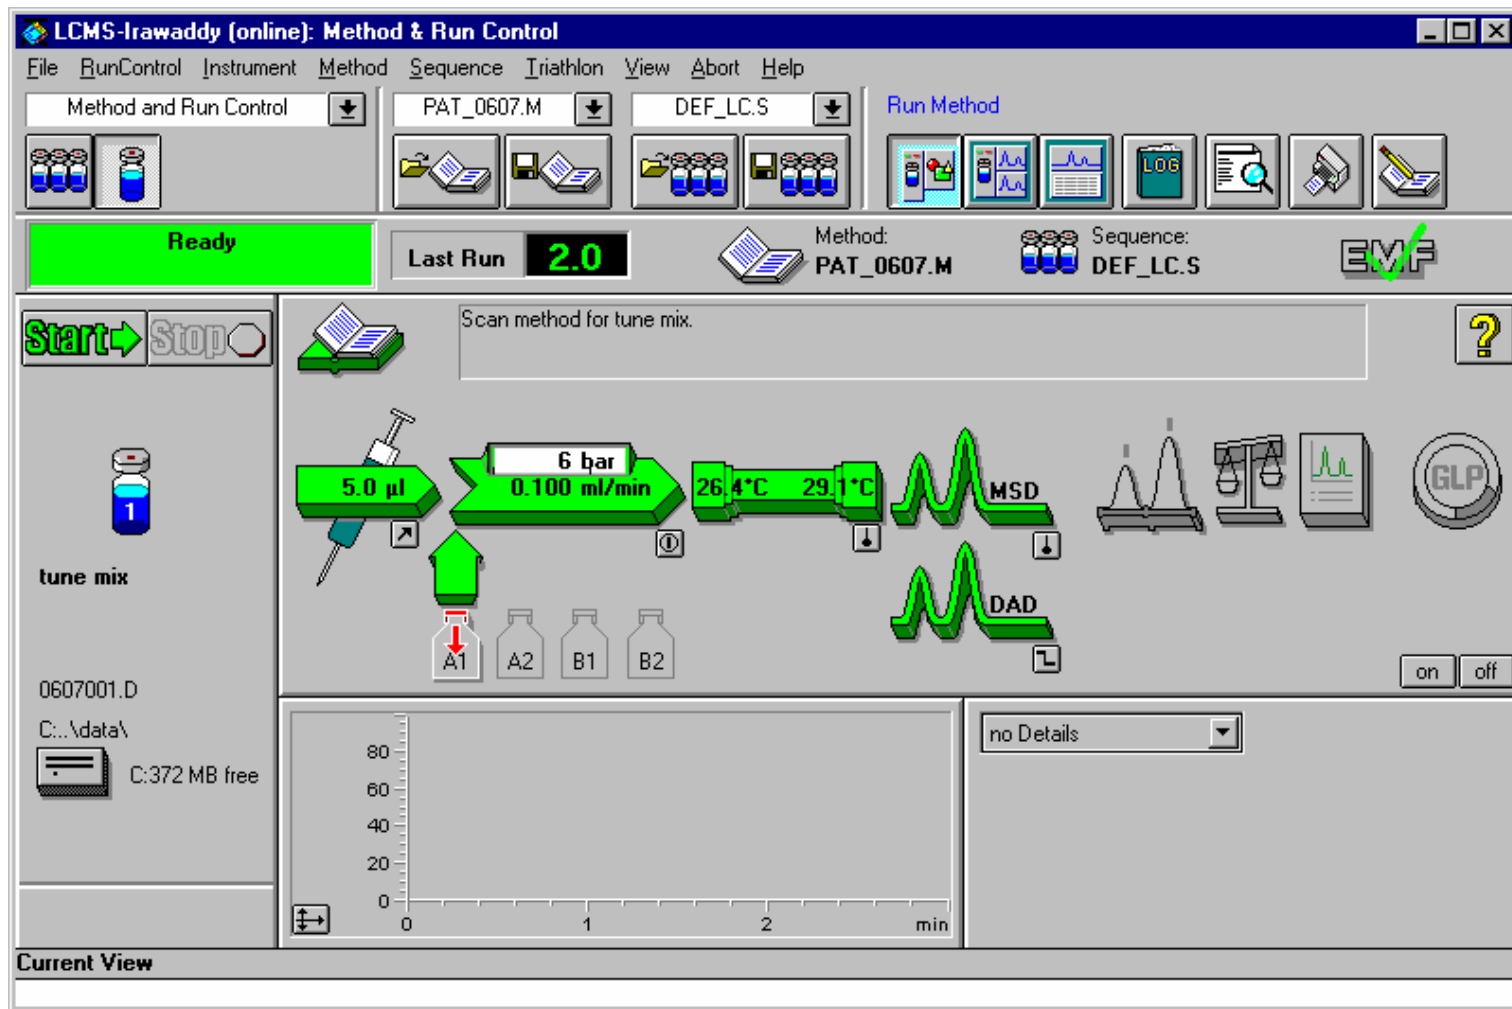 LCMS-Irawaddy (online): Method & Run Control
File RunControl Instrument Method Sequence Triathlon View Abort Help
Method and Run Control PAT_0607.M DEF_LC.S Run Method
LOG
Ready
Last Run 2.0
Method:
PAT_0607.M
Sequence:
DEF_LC.S
EMF
Start Stop
Scan method for tune mix.
?
1
tune mix
0607001.D
C:..\data\
C:372 MB free
5.0 µl
6 bar
0.100 ml/min
26.4°C 29.1°C
MSD
DAD
GLP
A1 A2 B1 B2
on off
80
60
40
20
0
0 1 2 min
no Details
Current View